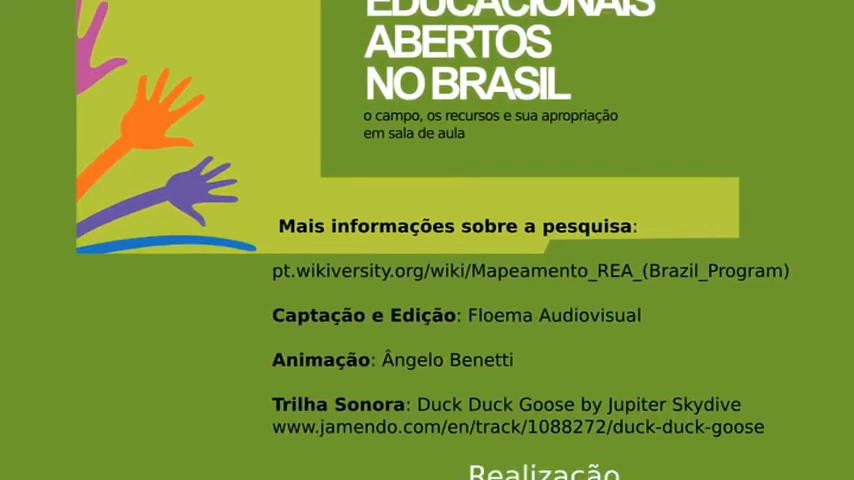 EDUCACIONAIS
ABERTOS
NO BRASIL
o campo, os recursos e sua apropriação
em sala de aula
Mais informações sobre a pesquisa:
pt.wikiversity.org/wiki/Mapeamento_REA_(Brazil_Program)
Captação e Edição: Floema Audiovisual
Animação: Ângelo Benetti
Trilha Sonora: Duck Duck Goose by Jupiter Skydive
www.jamendo.com/en/track/1088272/duck-duck-goose
Realização